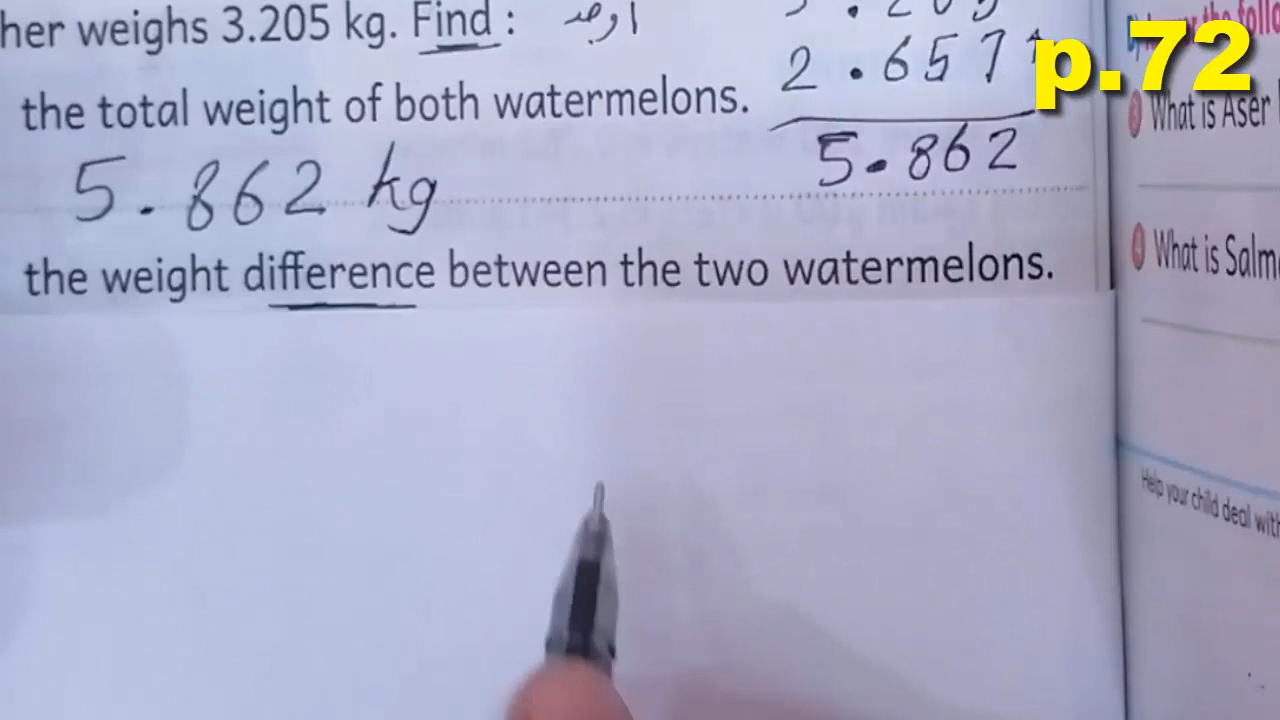 her weighs 3.205 kg. Find : اوجد
the total weight of both watermelons.
2.657 +
5.862
5.862 kg
the weight difference between the two watermelons.
p.72
What is Aser
What is Salm
Help your child deal with